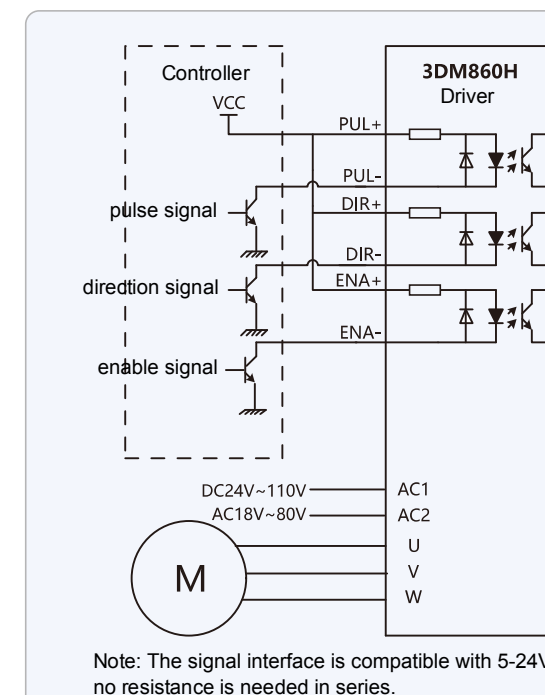 Controller
VCC
3DM860H
Driver
PUL+
PUL-
pulse signal
DIR+
DIR-
direction signal
ENA+
ENA-
enable signal
DC24V~110V
AC1
AC18V~80V
AC2
U
M
V
W
Note: The signal interface is compatible with 5-24V
no resistance is needed in series.